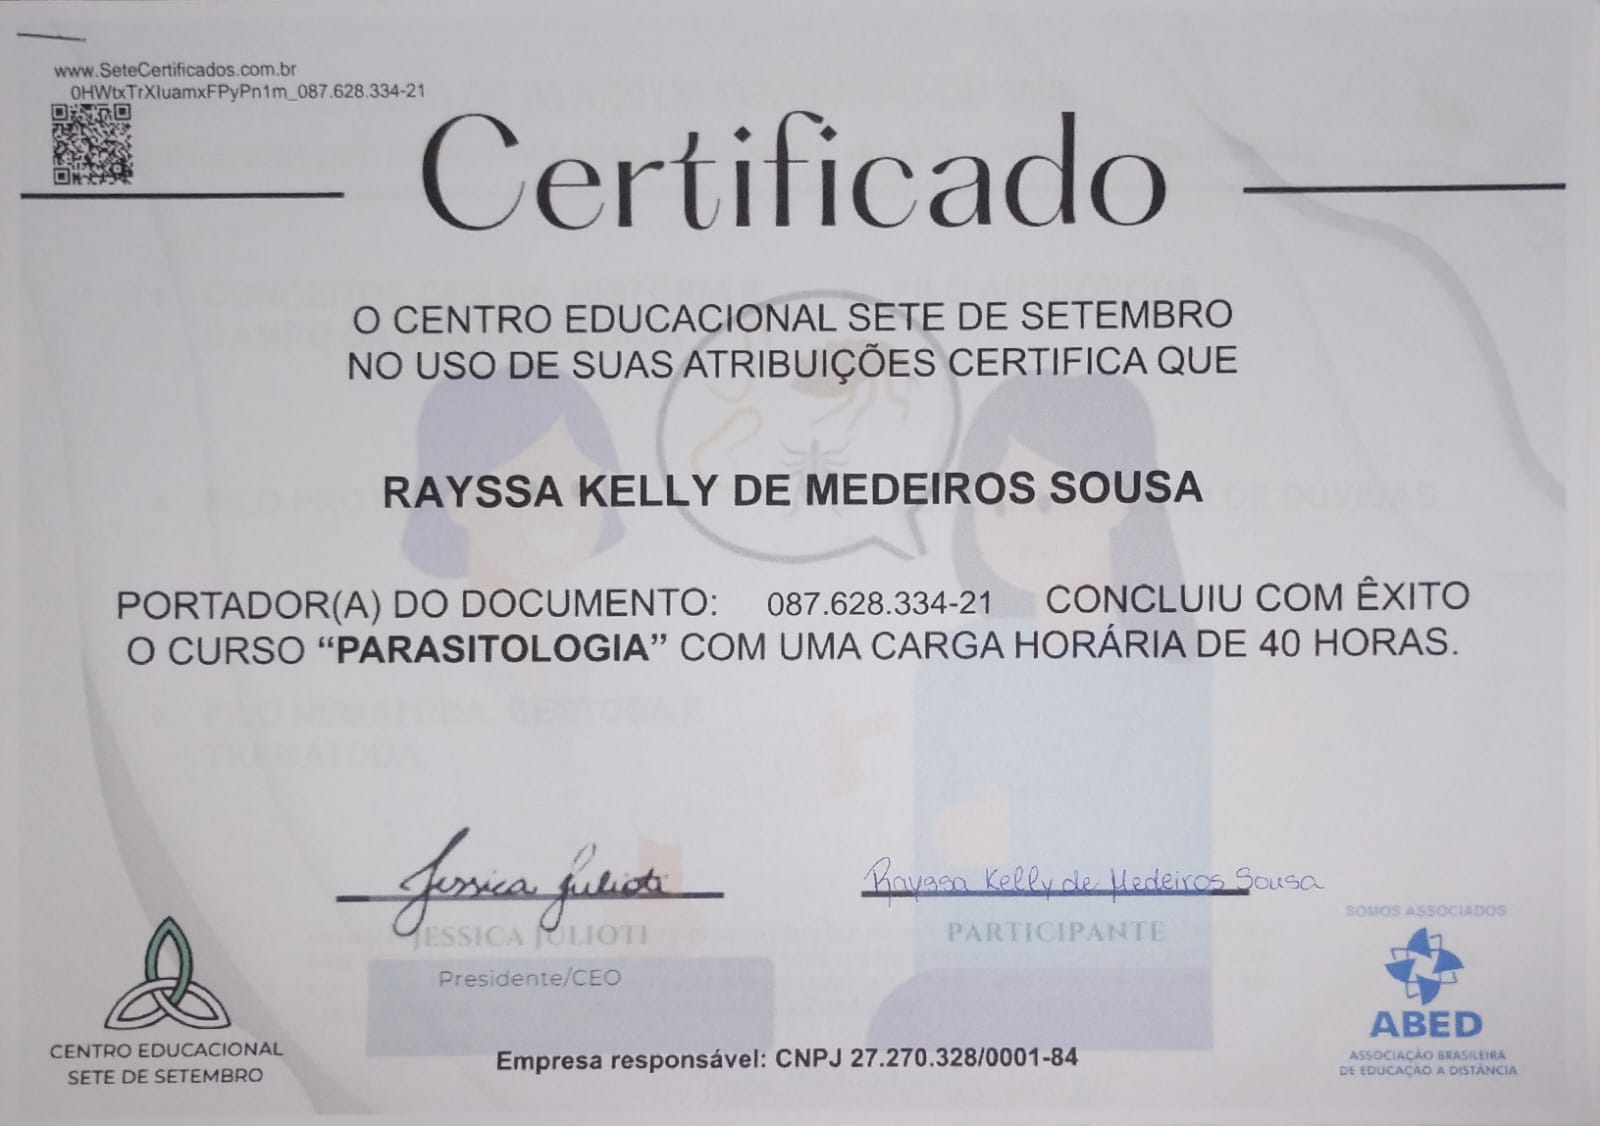 www.SeteCertificados.com.br
0HWtxTrXIuamxFPyPn1m_087.628.334-21
Certificado
O CENTRO EDUCACIONAL SETE DE SETEMBRO
NO USO DE SUAS ATRIBUIÇÕES CERTIFICA QUE
RAYSSA KELLY DE MEDEIROS SOUSA
PORTADOR(A) DO DOCUMENTO: 087.628.334-21 CONCLUIU COM ÊXITO
O CURSO “PARASITOLOGIA” COM UMA CARGA HORÁRIA DE 40 HORAS.
Jessica Julioti
Rayssa Kelly de Medeiros Sousa
JESSICA JULIOTI
PARTICIPANTE
Presidente/CEO
SOMOS ASSOCIADOS
ABED
ASSOCIAÇÃO BRASILEIRA
DE EDUCAÇÃO A DISTÂNCIA
CENTRO EDUCACIONAL
SETE DE SETEMBRO
Empresa responsável: CNPJ 27.270.328/0001-84